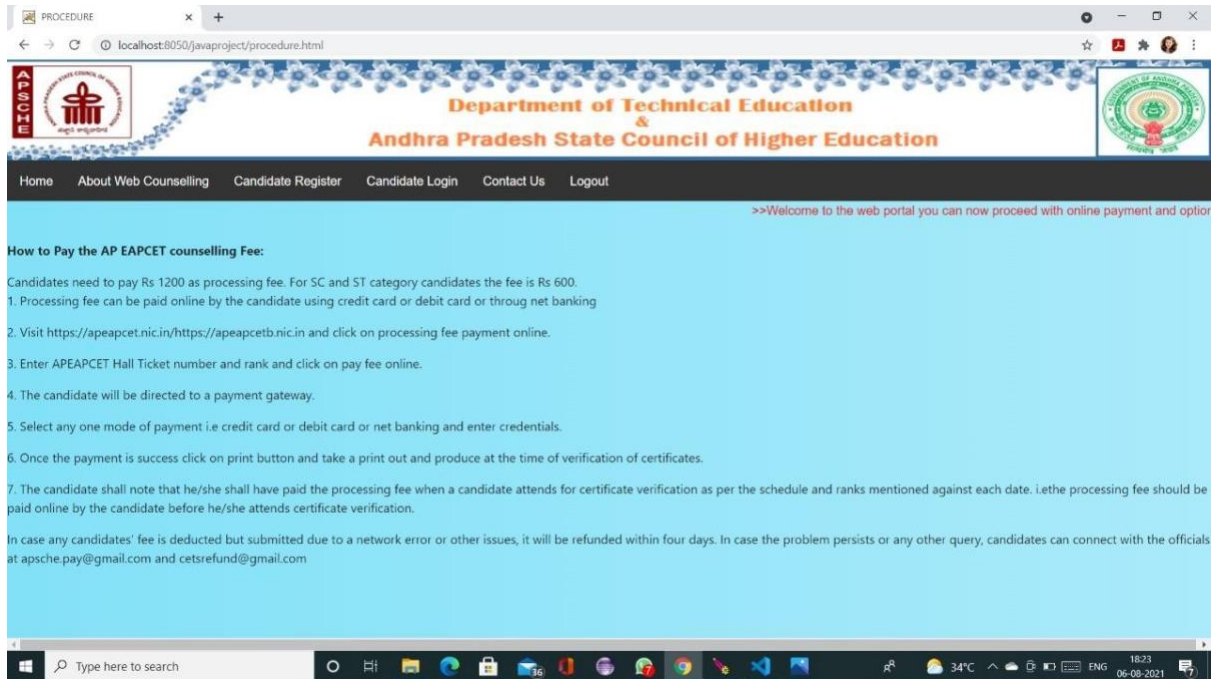 PROCEDURE
localhost:8050/javaproject/procedure.html
APSCHE
Department of Technical Education
&
Andhra Pradesh State Council of Higher Education
Home About Web Counselling Candidate Register Candidate Login Contact Us Logout
>>Welcome to the web portal you can now proceed with online payment and option
How to Pay the AP EAPCET counselling Fee:
Candidates need to pay Rs 1200 as processing fee. For SC and ST category candidates the fee is Rs 600.
1. Processing fee can be paid online by the candidate using credit card or debit card or throug net banking
2. Visit https://apeapcet.nic.in/https://apeapcetb.nic.in and click on processing fee payment online.
3. Enter APEAPCET Hall Ticket number and rank and click on pay fee online.
4. The candidate will be directed to a payment gateway.
5. Select any one mode of payment i.e credit card or debit card or net banking and enter credentials.
6. Once the payment is success click on print button and take a print out and produce at the time of verification of certificates.
7. The candidate shall note that he/she shall have paid the processing fee when a candidate attends for certificate verification as per the schedule and ranks mentioned against each date. i.ethe processing fee should be
paid online by the candidate before he/she attends certificate verification.
In case any candidates' fee is deducted but submitted due to a network error or other issues, it will be refunded within four days. In case the problem persists or any other query, candidates can connect with the officials
at apsche.pay@gmail.com and cetsrefund@gmail.com
Type here to search
36
34°C
ENG
18:23
06-08-2021